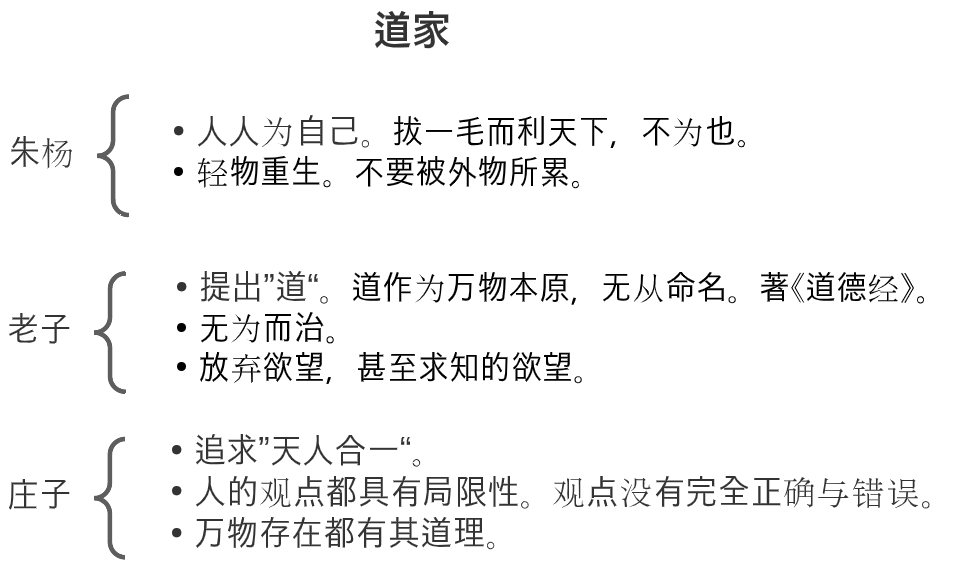 道家
朱杨
• 人人为自己。拔一毛而利天下，不为也。
• 轻物重生。不要被外物所累。
老子
• 提出”道“。道作为万物本原，无从命名。著《道德经》。
• 无为而治。
• 放弃欲望，甚至求知的欲望。
庄子
• 追求”天人合一“。
• 人的观点都具有局限性。观点没有完全正确与错误。
• 万物存在都有其道理。